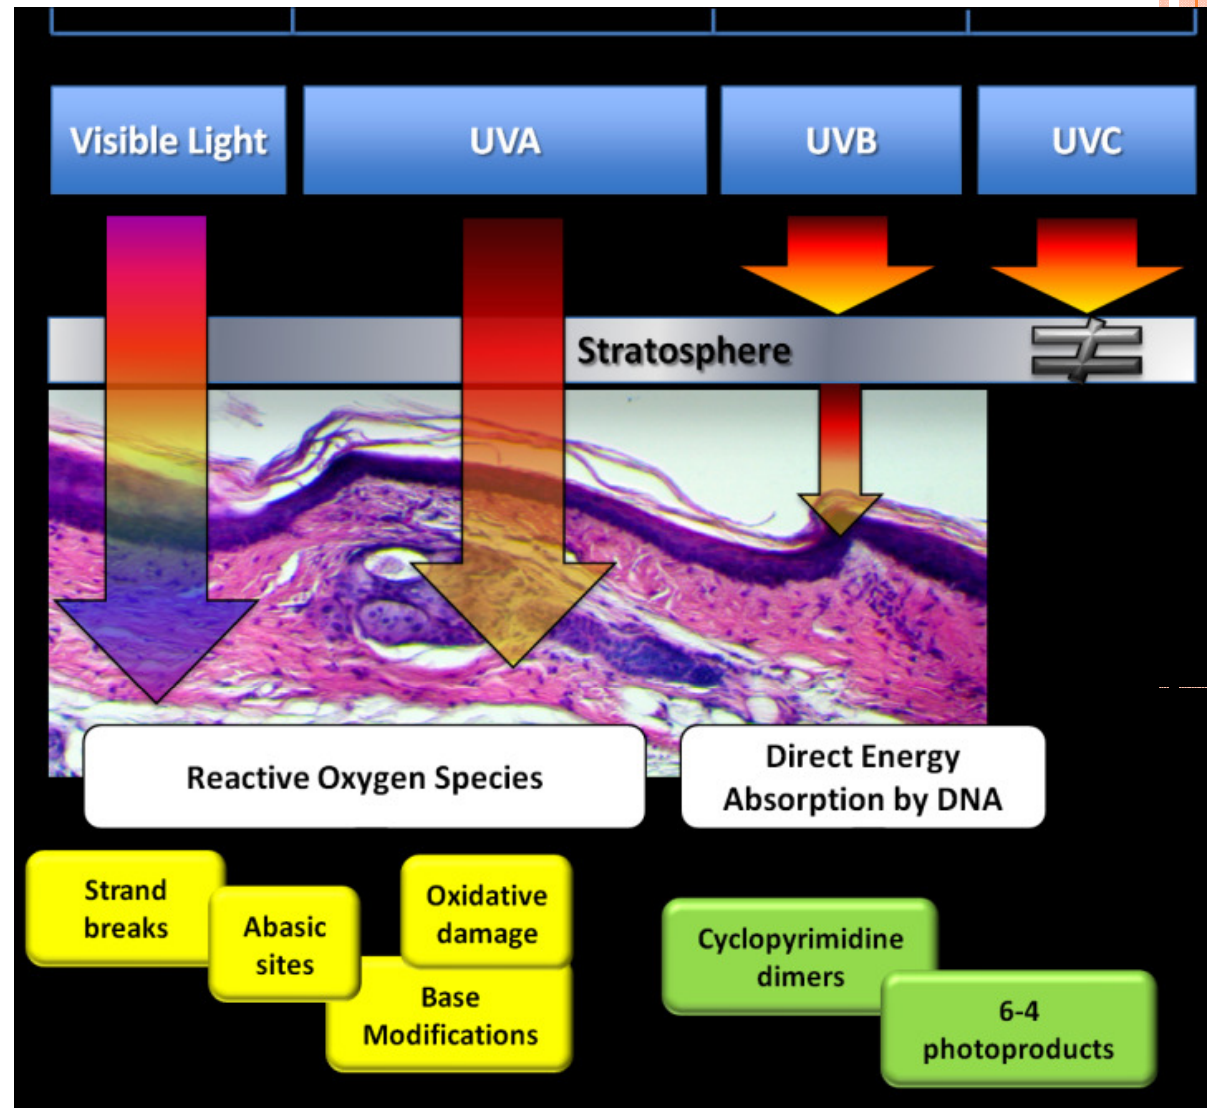 Visible Light
UVA
UVB
UVC
Stratosphere
Reactive Oxygen Species
Direct Energy
Absorption by DNA
Strand
breaks
Abasic
sites
Oxidative
damage
Base
Modifications
Cyclopyrimidine
dimers
6-4
photoproducts